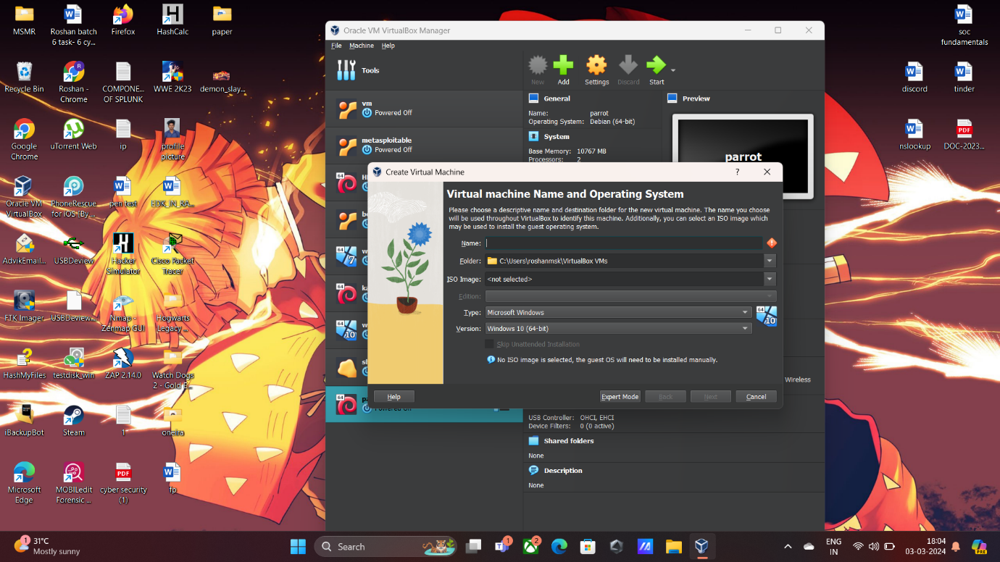 MSMR
Roshan batch
6 task- 6 cy...
Firefox
HashCalc
paper
Recycle Bin
Roshan -
Chrome
COMPONE...
OF SPLUNK
WWE 2K23
demon_slay...
Google
Chrome
uTorrent Web
ip
profile
picture
Oracle VM
VirtualBox
PhoneRescue
for iOS [By ...
pen test
EDK_IN_RA...
AdvikEmail...
USBDeview
Hacker
Simulator
Cisco Packet
Tracer
FTK Imager
USBDeview...
Nmap -
Zenmap GUI
Hogwarts
Legacy ...
HashMyFiles
testdisk_win
ZAP 2.14.0
Watch Dogs
2 - Gold E...
iBackupBot
Steam
1
oneira
Microsoft
Edge
MOBILedit
Forensic ...
cyber security
(1)
fp
soc
fundamentals
discord
tinder
nslookup
DOC-2023...
Oracle VM VirtualBox Manager
File Machine Help
Tools
New
Add
Settings
Discard
Start
vm
Powered Off
metasploitable
Powered Off
General
Name: parrot
Operating System: Debian (64-bit)
System
Base Memory: 10767 MB
Processors: 2
Preview
parrot
Create Virtual Machine
Virtual machine Name and Operating System
Please choose a descriptive name and destination folder for the new virtual machine. The name you choose
will be used throughout VirtualBox to identify this machine. Additionally, you can select an ISO image which
may be used to install the guest operating system.
Name:
Folder: C:\Users\roshanmsk\VirtualBox VMs
ISO Image: <not selected>
Edition:
Type: Microsoft Windows
Version: Windows 10 (64-bit)
Skip Unattended Installation
No ISO image is selected, the guest OS will need to be installed manually.
Help
Expert Mode
Back
Next
Cancel
Wireless
USB Controller: OHCI, EHCI
Device Filters: 0 (0 active)
Shared folders
None
Description
None
31°C
Mostly sunny
Search
ENG
IN
18:04
03-03-2024